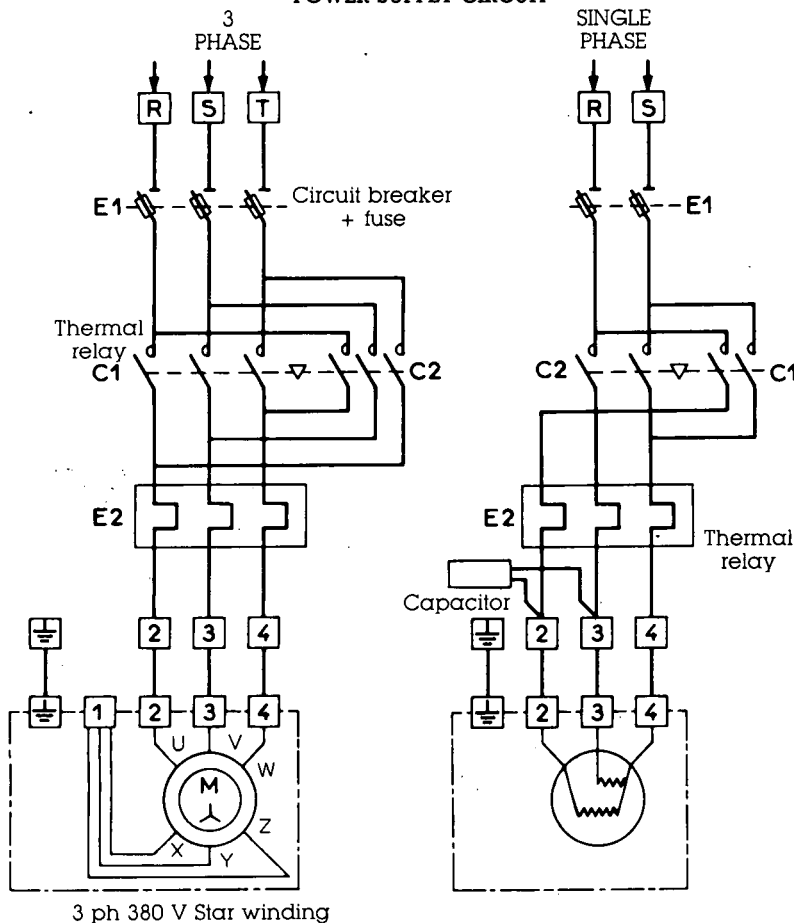 POWER SUPPLY CIRCUIT
3
PHASE
SINGLE
PHASE
R
S
T
R
S
E1
Circuit breaker
+ fuse
E1
Thermal
relay
C1
C2
C2
C1
E2
E2
Thermal
relay
Capacitor
2
3
4
2
3
4
1
2
3
4
2
3
4
U
V
W
M
X
Y
Z
3 ph 380 V Star winding